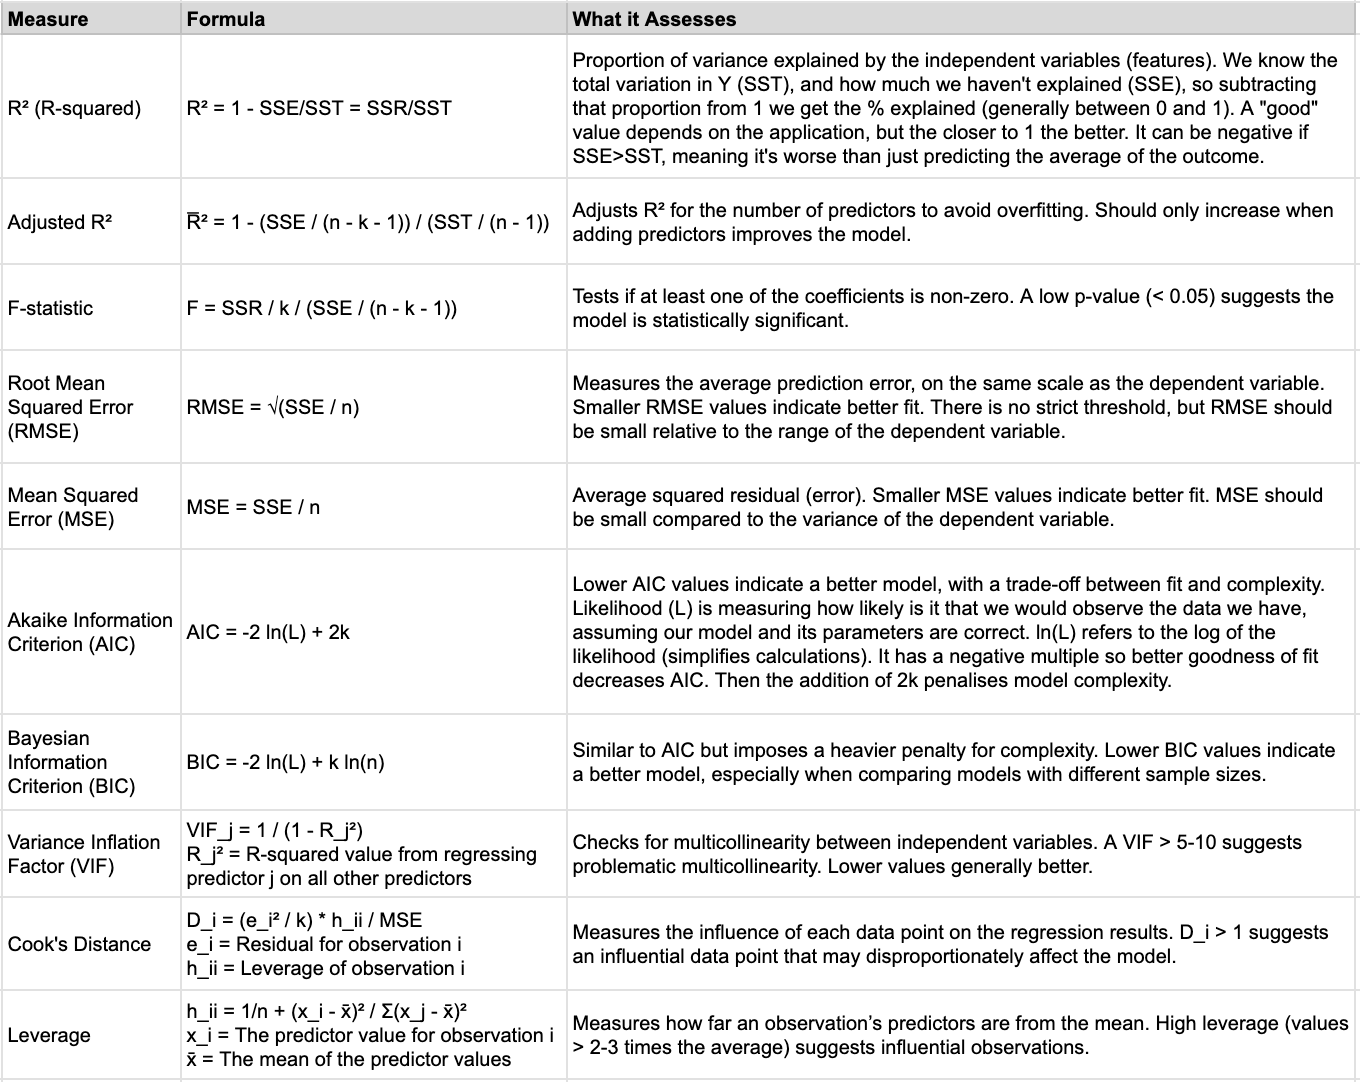 Measure
Formula
What it Assesses
R² (R-squared)
R² = 1 - SSE/SST = SSR/SST
Proportion of variance explained by the independent variables (features). We know the
total variation in Y (SST), and how much we haven't explained (SSE), so subtracting
that proportion from 1 we get the % explained (generally between 0 and 1). A "good"
value depends on the application, but the closer to 1 the better. It can be negative if
SSE>SST, meaning it's worse than just predicting the average of the outcome.
Adjusted R²
R̅² = 1 - (SSE / (n - k - 1)) / (SST / (n - 1))
Adjusts R² for the number of predictors to avoid overfitting. Should only increase when
adding predictors improves the model.
F-statistic
F = SSR / k / (SSE / (n - k - 1))
Tests if at least one of the coefficients is non-zero. A low p-value (< 0.05) suggests the
model is statistically significant.
Root Mean
Squared Error
(RMSE)
RMSE = √(SSE / n)
Measures the average prediction error, on the same scale as the dependent variable.
Smaller RMSE values indicate better fit. There is no strict threshold, but RMSE should
be small relative to the range of the dependent variable.
Mean Squared
Error (MSE)
MSE = SSE / n
Average squared residual (error). Smaller MSE values indicate better fit. MSE should
be small compared to the variance of the dependent variable.
Akaike Information
Criterion (AIC)
AIC = -2 ln(L) + 2k
Lower AIC values indicate a better model, with a trade-off between fit and complexity.
Likelihood (L) is measuring how likely is it that we would observe the data we have,
assuming our model and its parameters are correct. ln(L) refers to the log of the
likelihood (simplifies calculations). It has a negative multiple so better goodness of fit
decreases AIC. Then the addition of 2k penalises model complexity.
Bayesian
Information
Criterion (BIC)
BIC = -2 ln(L) + k ln(n)
Similar to AIC but imposes a heavier penalty for complexity. Lower BIC values indicate
a better model, especially when comparing models with different sample sizes.
Variance Inflation
Factor (VIF)
VIF_j = 1 / (1 - R_j²)
R_j² = R-squared value from regressing
predictor j on all other predictors
Checks for multicollinearity between independent variables. A VIF > 5-10 suggests
problematic multicollinearity. Lower values generally better.
Cook's Distance
D_i = (e_i² / k) * h_ii / MSE
e_i = Residual for observation i
h_ii = Leverage of observation i
Measures the influence of each data point on the regression results. D_i > 1 suggests
an influential data point that may disproportionately affect the model.
Leverage
h_ii = 1/n + (x_i - x̄)² / Σ(x_j - x̄)²
x_i = The predictor value for observation i
x̄ = The mean of the predictor values
Measures how far an observation’s predictors are from the mean. High leverage (values
> 2-3 times the average) suggests influential observations.